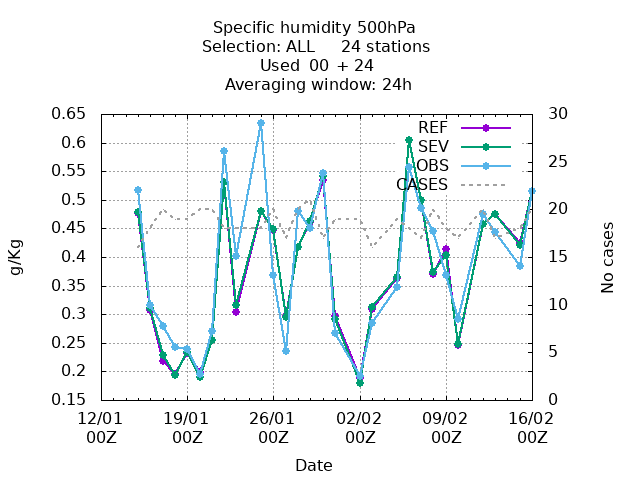 Specific humidity 500hPa
Selection: ALL 24 stations
Used 00 + 24
Averaging window: 24h
0.65
0.6
0.55
0.5
0.45
0.4
0.35
0.3
0.25
0.2
0.15
g/Kg
REF
SEV
OBS
CASES
30
25
20
15
10
5
0
No cases
12/01 19/01 26/01 02/02 09/02 16/02
00Z 00Z 00Z 00Z 00Z 00Z
Date